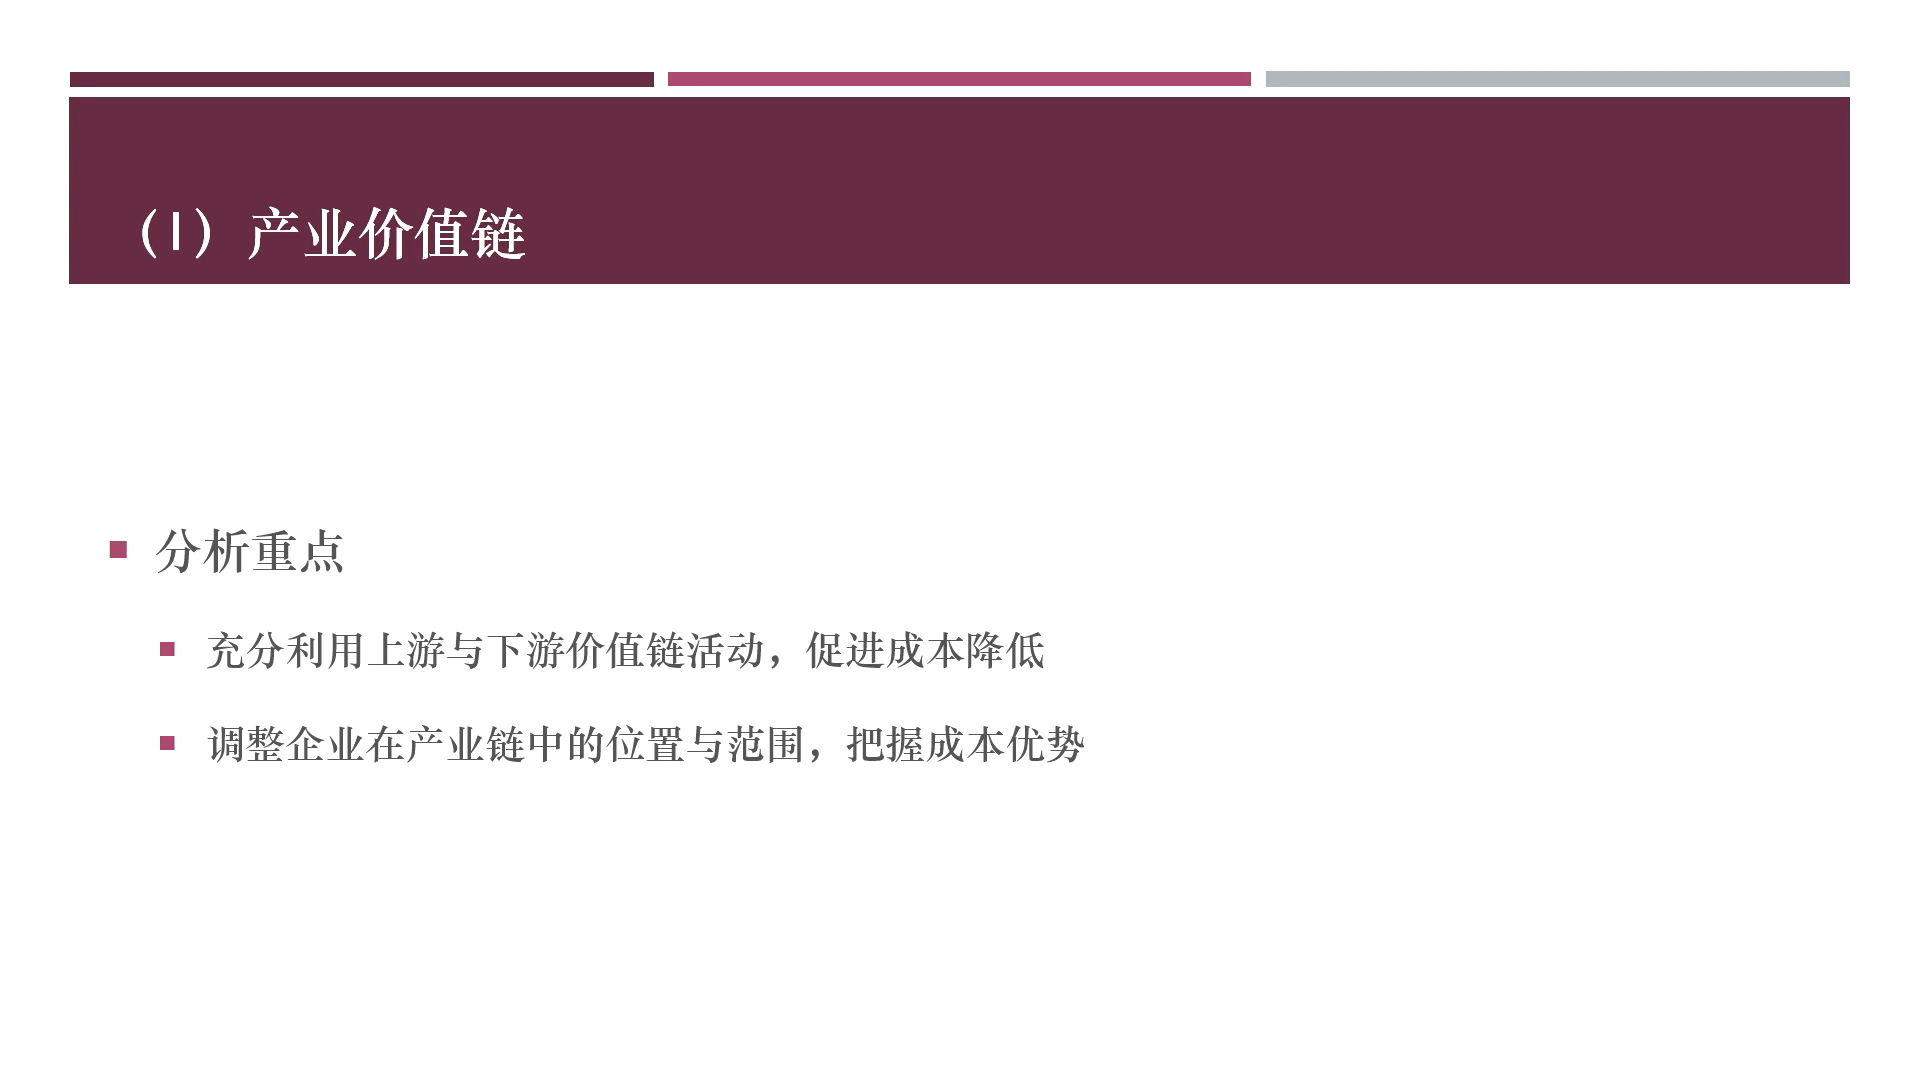 （1）产业价值链
分析重点
充分利用上游与下游价值链活动，促进成本降低
调整企业在产业链中的位置与范围，把握成本优势